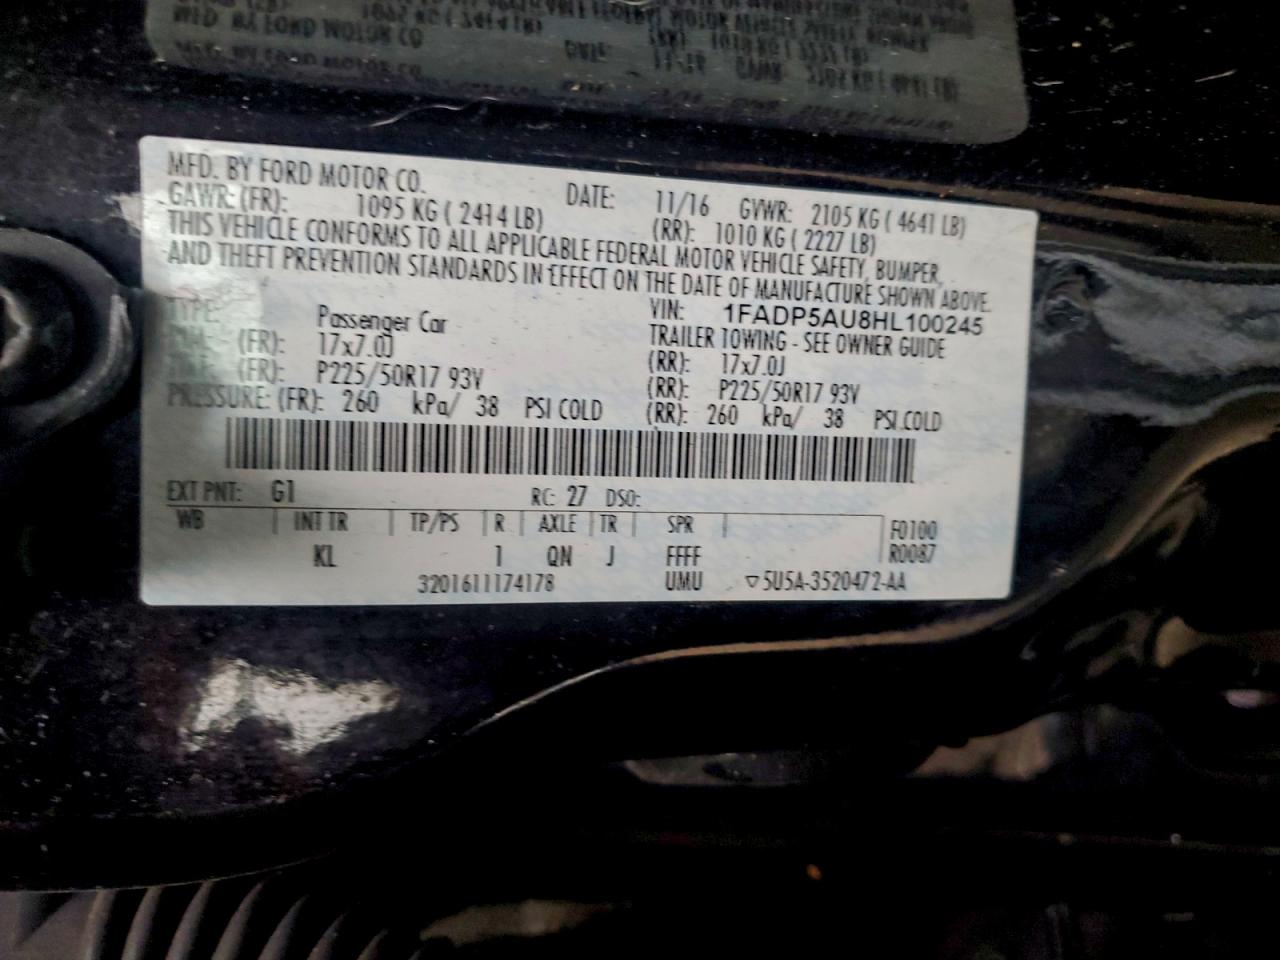 MFD. BY FORD MOTOR CO. DATE: 11/16 GVWR: 2105 KG ( 4641 LB)
GAWR: (FR): 1095 KG ( 2414 LB) (RR): 1010 KG ( 2227 LB)
THIS VEHICLE CONFORMS TO ALL APPLICABLE FEDERAL MOTOR VEHICLE SAFETY, BUMPER,
AND THEFT PREVENTION STANDARDS IN EFFECT ON THE DATE OF MANUFACTURE SHOWN ABOVE.
VIN: 1FADP5AU8HL100245
TYPE: Passenger Car TRAILER TOWING - SEE OWNER GUIDE
(FR): 17x7.0J (RR): 17x7.0J
(FR): P225/50R17 93V (RR): P225/50R17 93V
PRESSURE: (FR): 260 kPa/ 38 PSI COLD (RR): 260 kPa/ 38 PSI COLD
EXT PNT: G1 RC: 27 DSO:
WB INT TR TP/PS R AXLE TR SPR F0100
KL 1 QN J FFFF R0087
3201611174178 UMU ▽5U5A-3520472-AA